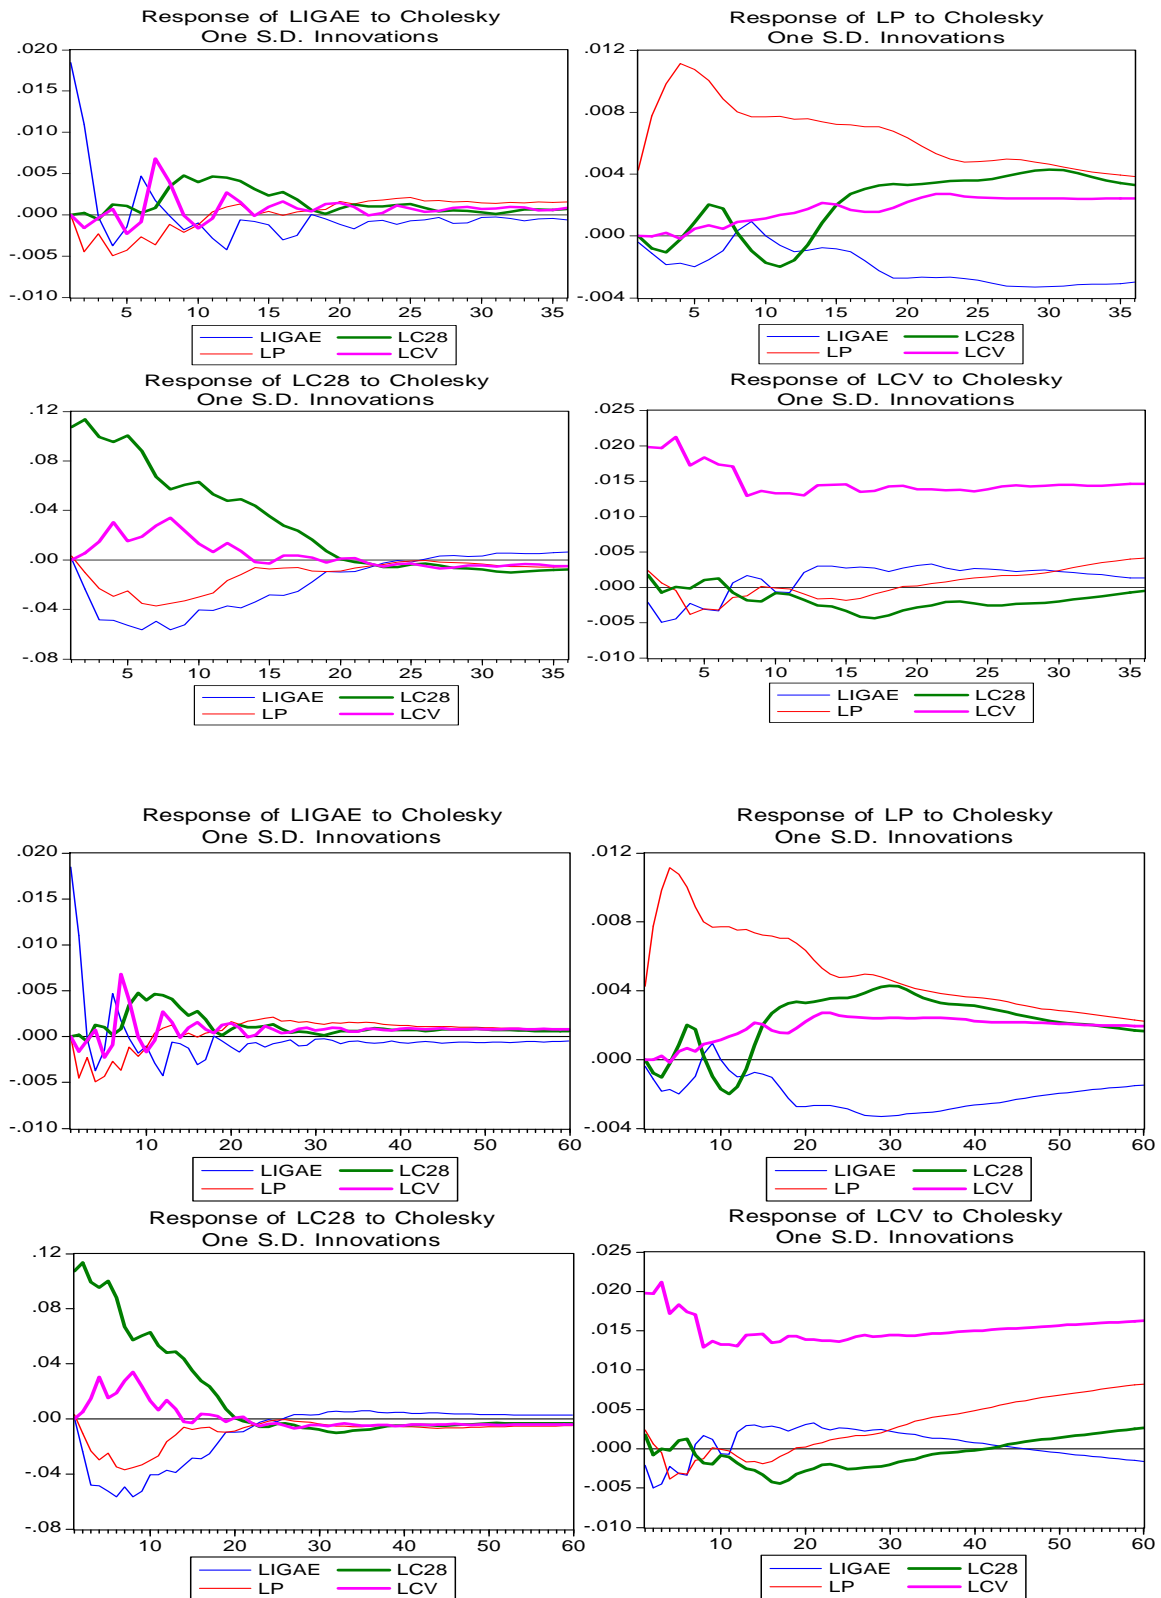 Response of LIGAE to Cholesky
One S.D. Innovations
.020
.015
.010
.005
.000
-.005
-.010
5 10 15 20 25 30 35
LIGAE LC28
LP LCV
Response of LP to Cholesky
One S.D. Innovations
.012
.008
.004
.000
-.004
5 10 15 20 25 30 35
LIGAE LC28
LP LCV
Response of LC28 to Cholesky
One S.D. Innovations
.12
.08
.04
.00
-.04
-.08
5 10 15 20 25 30 35
LIGAE LC28
LP LCV
Response of LCV to Cholesky
One S.D. Innovations
.025
.020
.015
.010
.005
.000
-.005
-.010
5 10 15 20 25 30 35
LIGAE LC28
LP LCV
Response of LIGAE to Cholesky
One S.D. Innovations
.020
.015
.010
.005
.000
-.005
-.010
10 20 30 40 50 60
LIGAE LC28
LP LCV
Response of LP to Cholesky
One S.D. Innovations
.012
.008
.004
.000
-.004
10 20 30 40 50 60
LIGAE LC28
LP LCV
Response of LC28 to Cholesky
One S.D. Innovations
.12
.08
.04
.00
-.04
-.08
10 20 30 40 50 60
LIGAE LC28
LP LCV
Response of LCV to Cholesky
One S.D. Innovations
.025
.020
.015
.010
.005
.000
-.005
-.010
10 20 30 40 50 60
LIGAE LC28
LP LCV